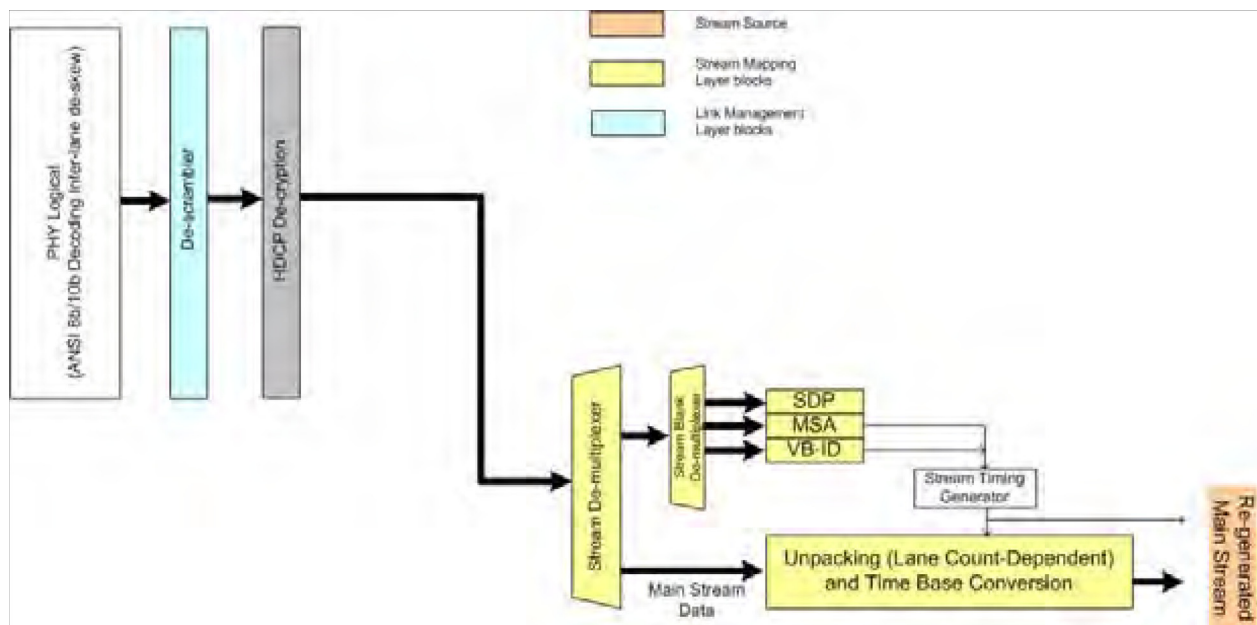 Stream Source
Stream Mapping
Layer blocks
Link Management
Layer blocks
PHY Logical
(ANSI 8b/10b Decoding Inter-lane de-skew)
De-scrambler
HDCP De-cryption
Stream De-multiplexer
Stream Blank
De-multiplexer
SDP
MSA
VB-ID
Stream Timing
Generator
Main Stream
Data
Unpacking (Lane Count-Dependent)
and Time Base Conversion
Re-generated
Main Stream